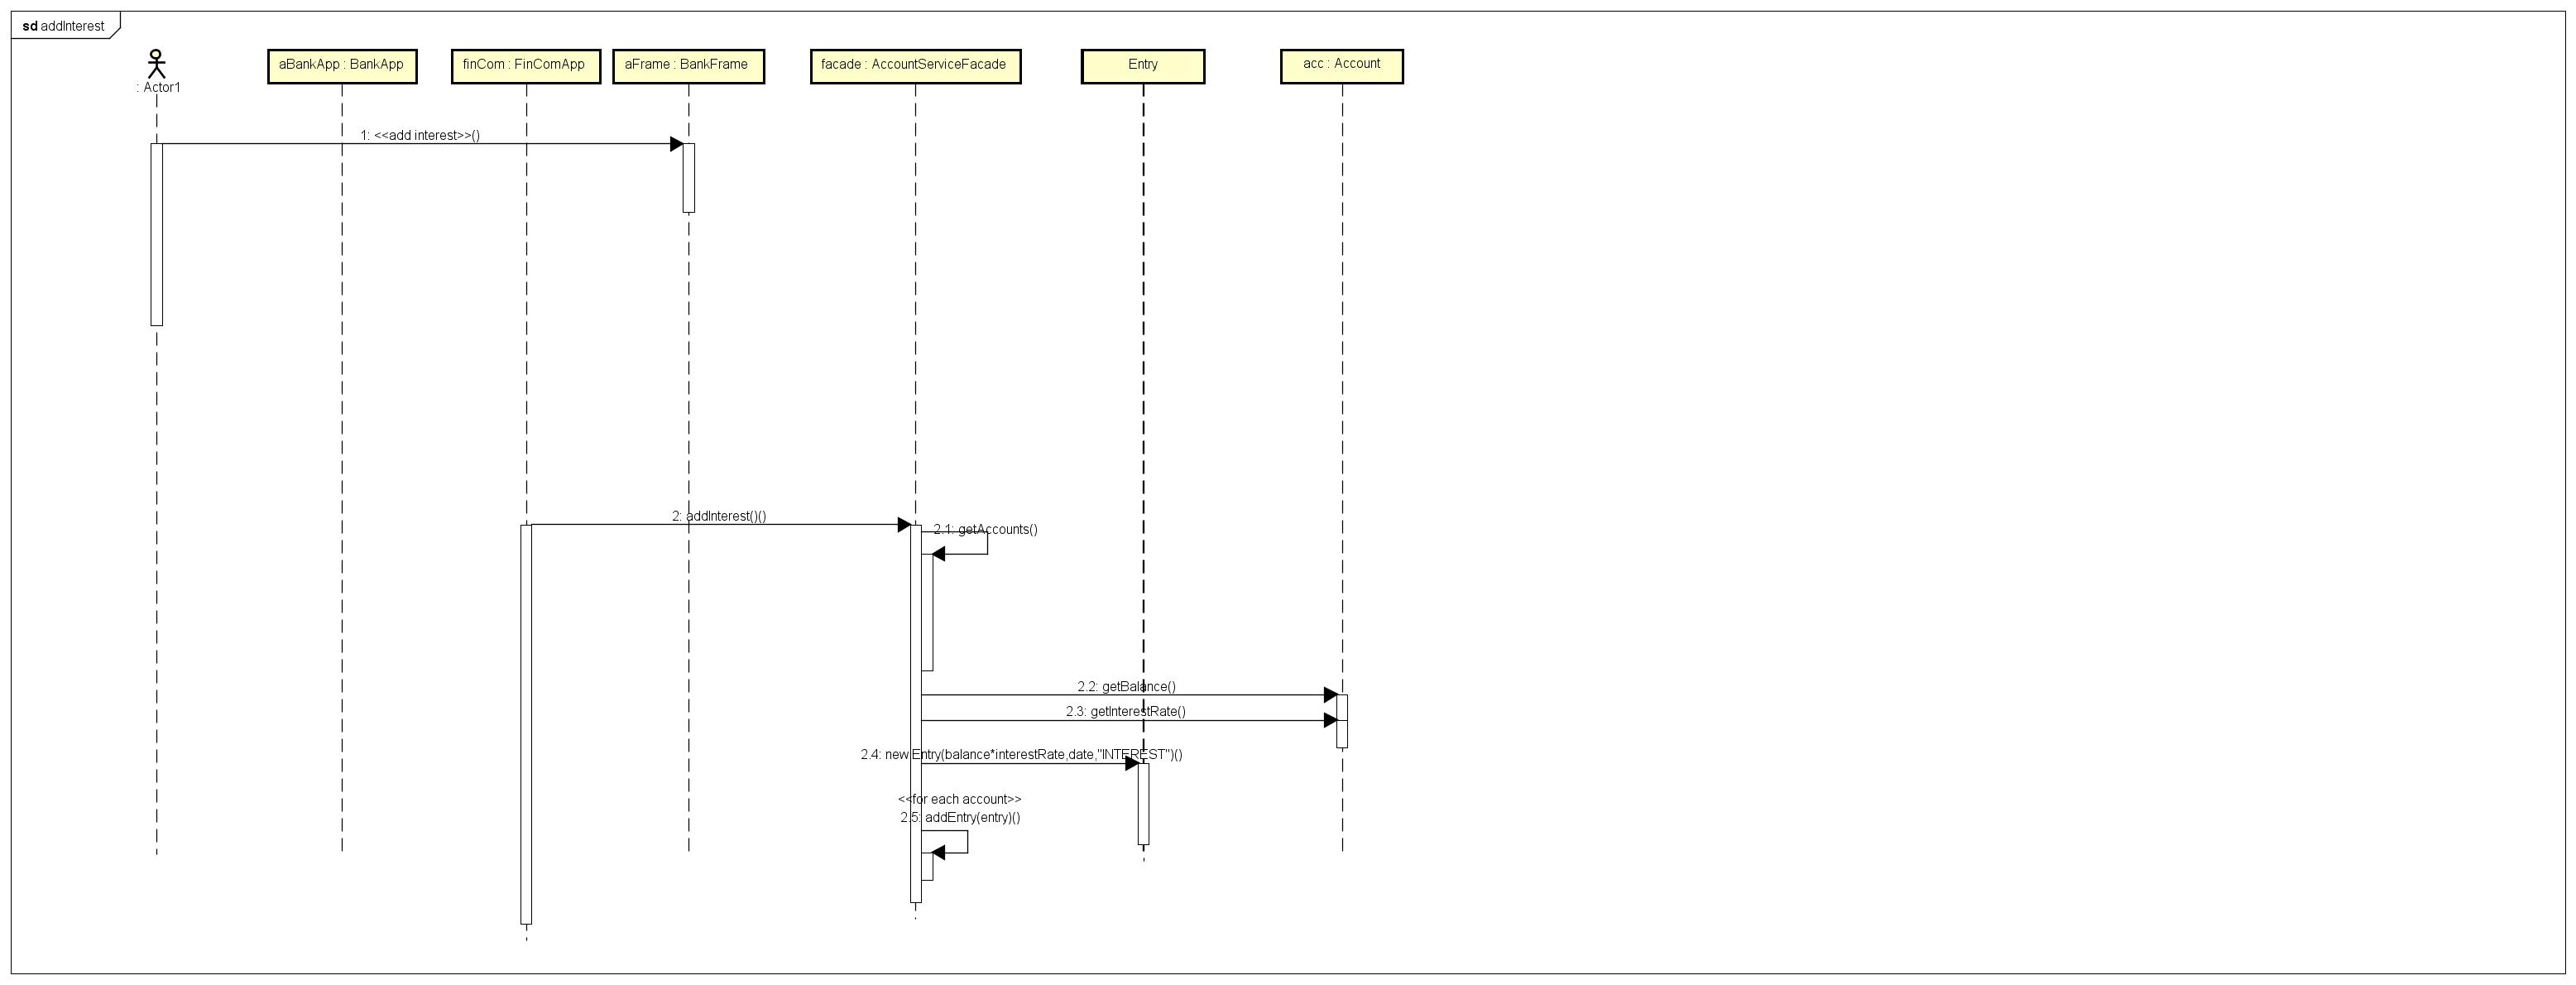 sd addInterest
: Actor1
aBankApp : BankApp
finCom : FinComApp
aFrame : BankFrame
facade : AccountServiceFacade
Entry
acc : Account
1: <<add interest>>()
2: addInterest()()
2.1: getAccounts()
2.2: getBalance()
2.3: getInterestRate()
2.4: new Entry(balance*interestRate,date,"INTEREST")()
<<for each account>>
2.5: addEntry(entry)()